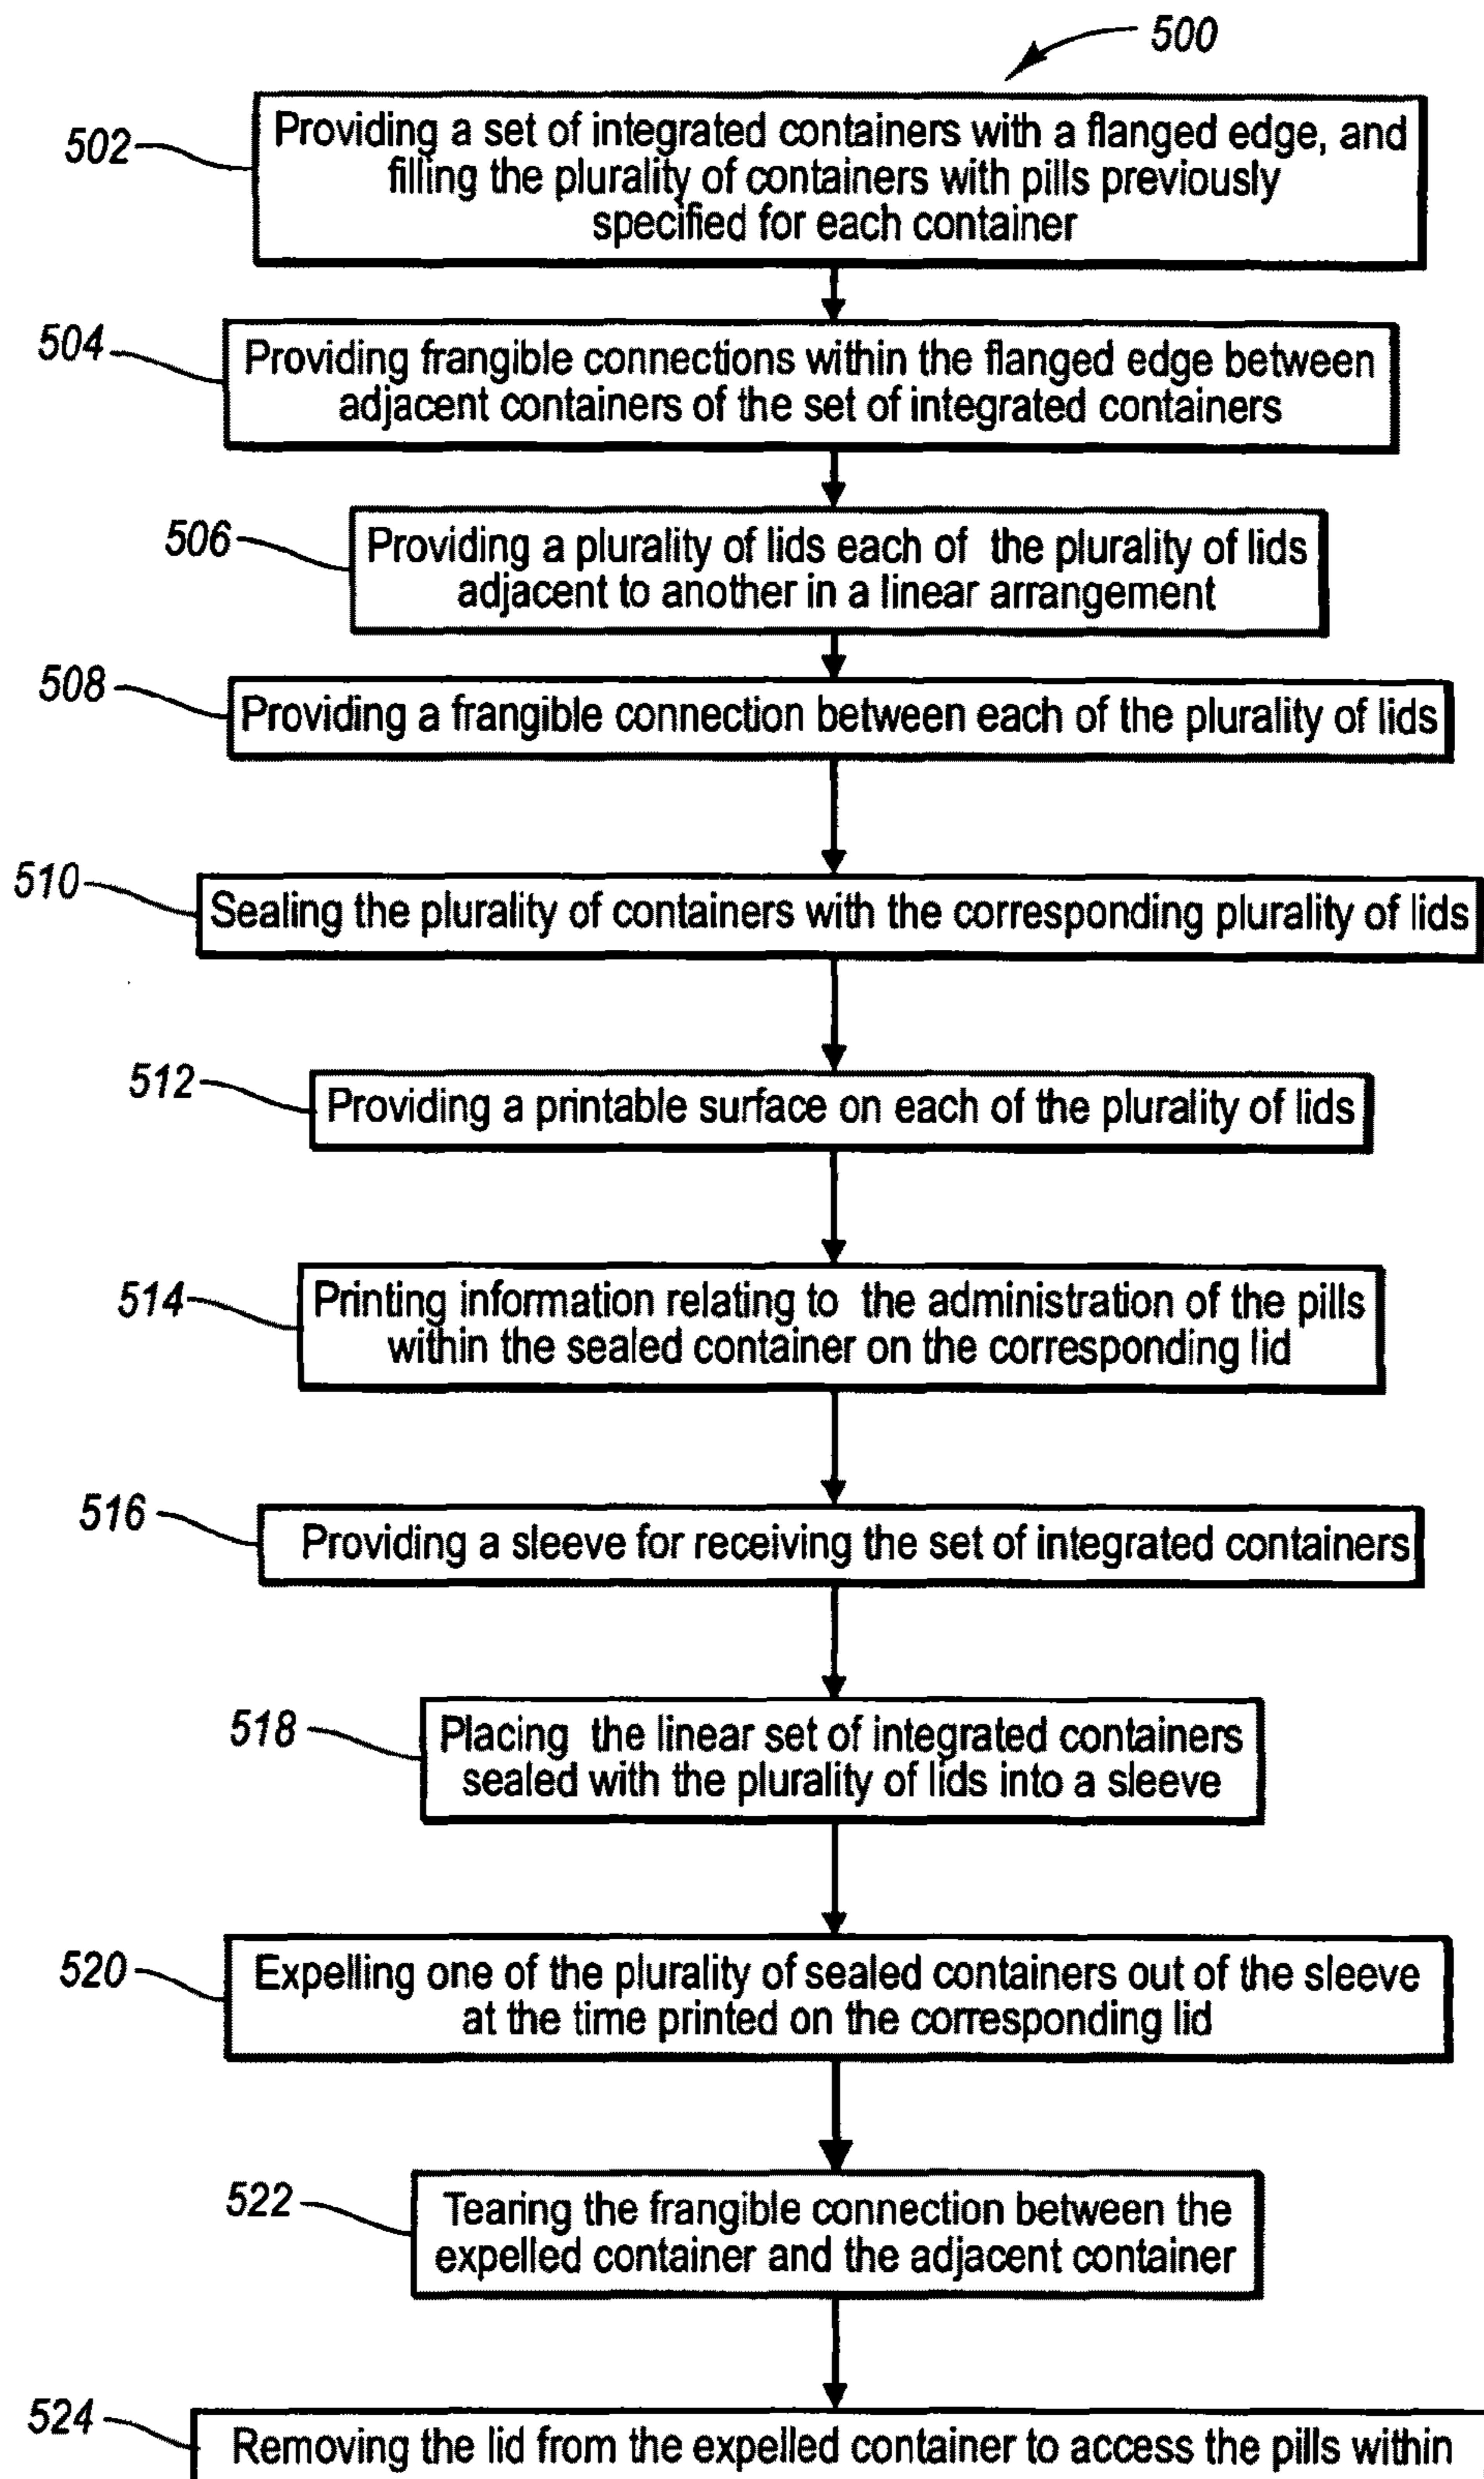 500
502
Providing a set of integrated containers with a flanged edge, and
filling the plurality of containers with pills previously
specified for each container
504
Providing frangible connections within the flanged edge between
adjacent containers of the set of integrated containers
506
Providing a plurality of lids each of the plurality of lids
adjacent to another in a linear arrangement
508
Providing a frangible connection between each of the plurality of lids
510
Sealing the plurality of containers with the corresponding plurality of lids
512
Providing a printable surface on each of the plurality of lids
514
Printing information relating to the administration of the pills
within the sealed container on the corresponding lid
516
Providing a sleeve for receiving the set of integrated containers
518
Placing the linear set of integrated containers
sealed with the plurality of lids into a sleeve
520
Expelling one of the plurality of sealed containers out of the sleeve
at the time printed on the corresponding lid
522
Tearing the frangible connection between the
expelled container and the adjacent container
524
Removing the lid from the expelled container to access the pills within